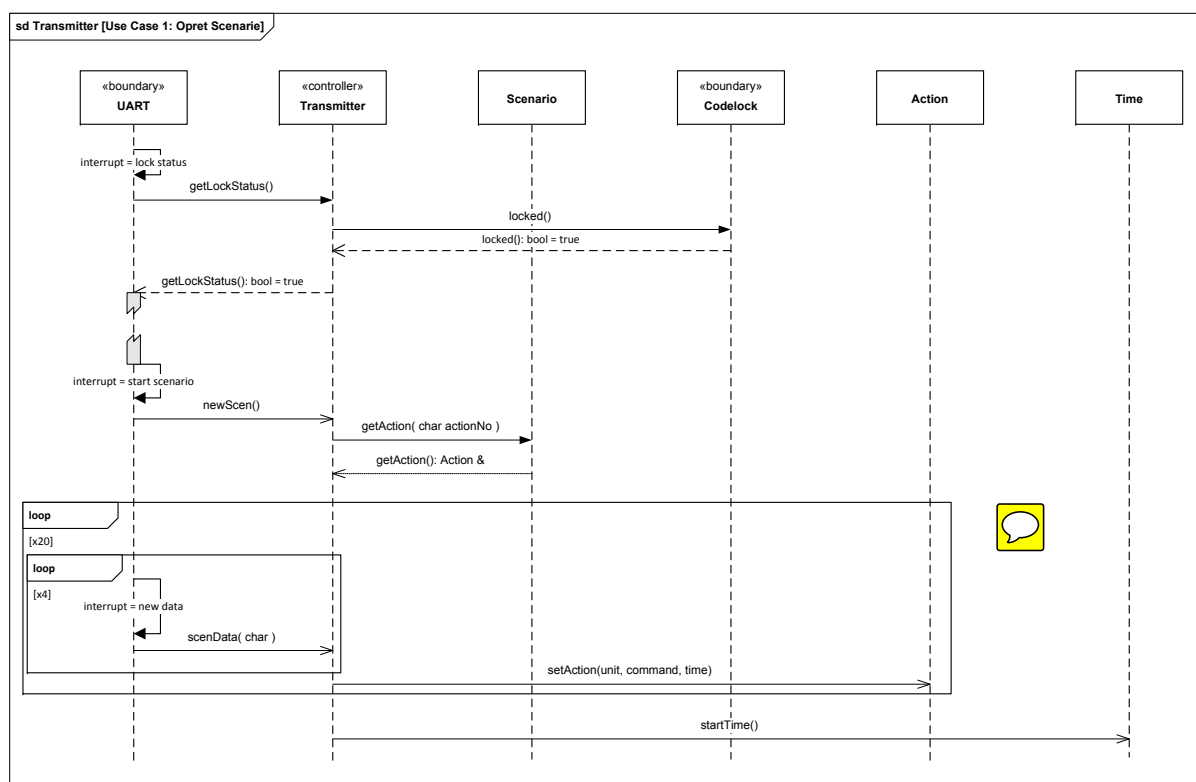 sd Transmitter [Use Case 1: Opret Scenarie]
«boundary»
UART
«controller»
Transmitter
Scenario
«boundary»
Codelock
Action
Time
interrupt = lock status
getLockStatus()
locked()
locked(): bool = true
getLockStatus(): bool = true
interrupt = start scenario
newScen()
getAction( char actionNo )
getAction(): Action &
loop
[x20]
loop
[x4]
interrupt = new data
scenData( char )
setAction(unit, command, time)
startTime()